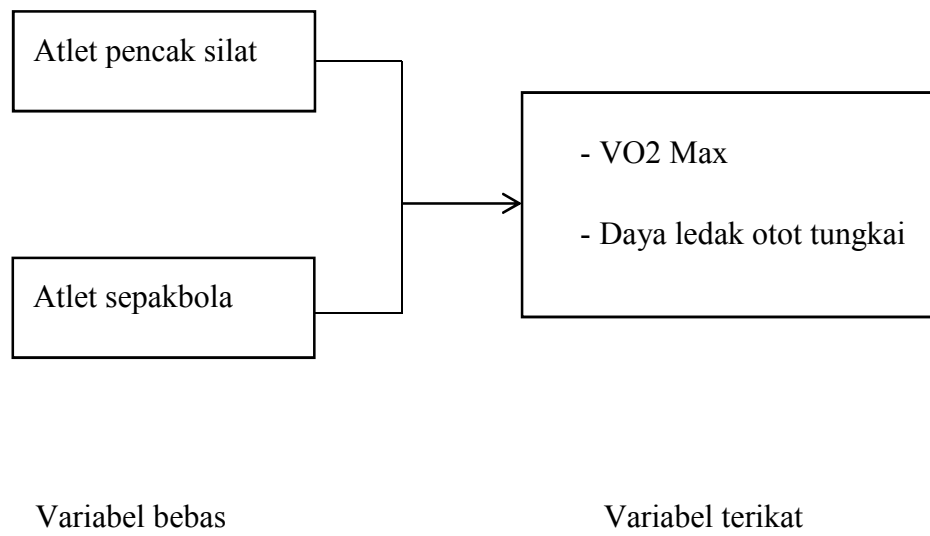 Atlet pencak silat
- VO2 Max
- Daya ledak otot tungkai
Atlet sepakbola
Variabel bebas
Variabel terikat